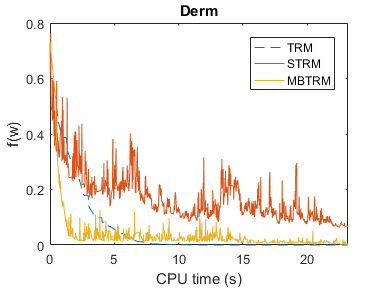 Derm
0.8
0.6
0.4
0.2
0
f(w)
TRM
STRM
MBTRM
0 5 10 15 20
CPU time (s)